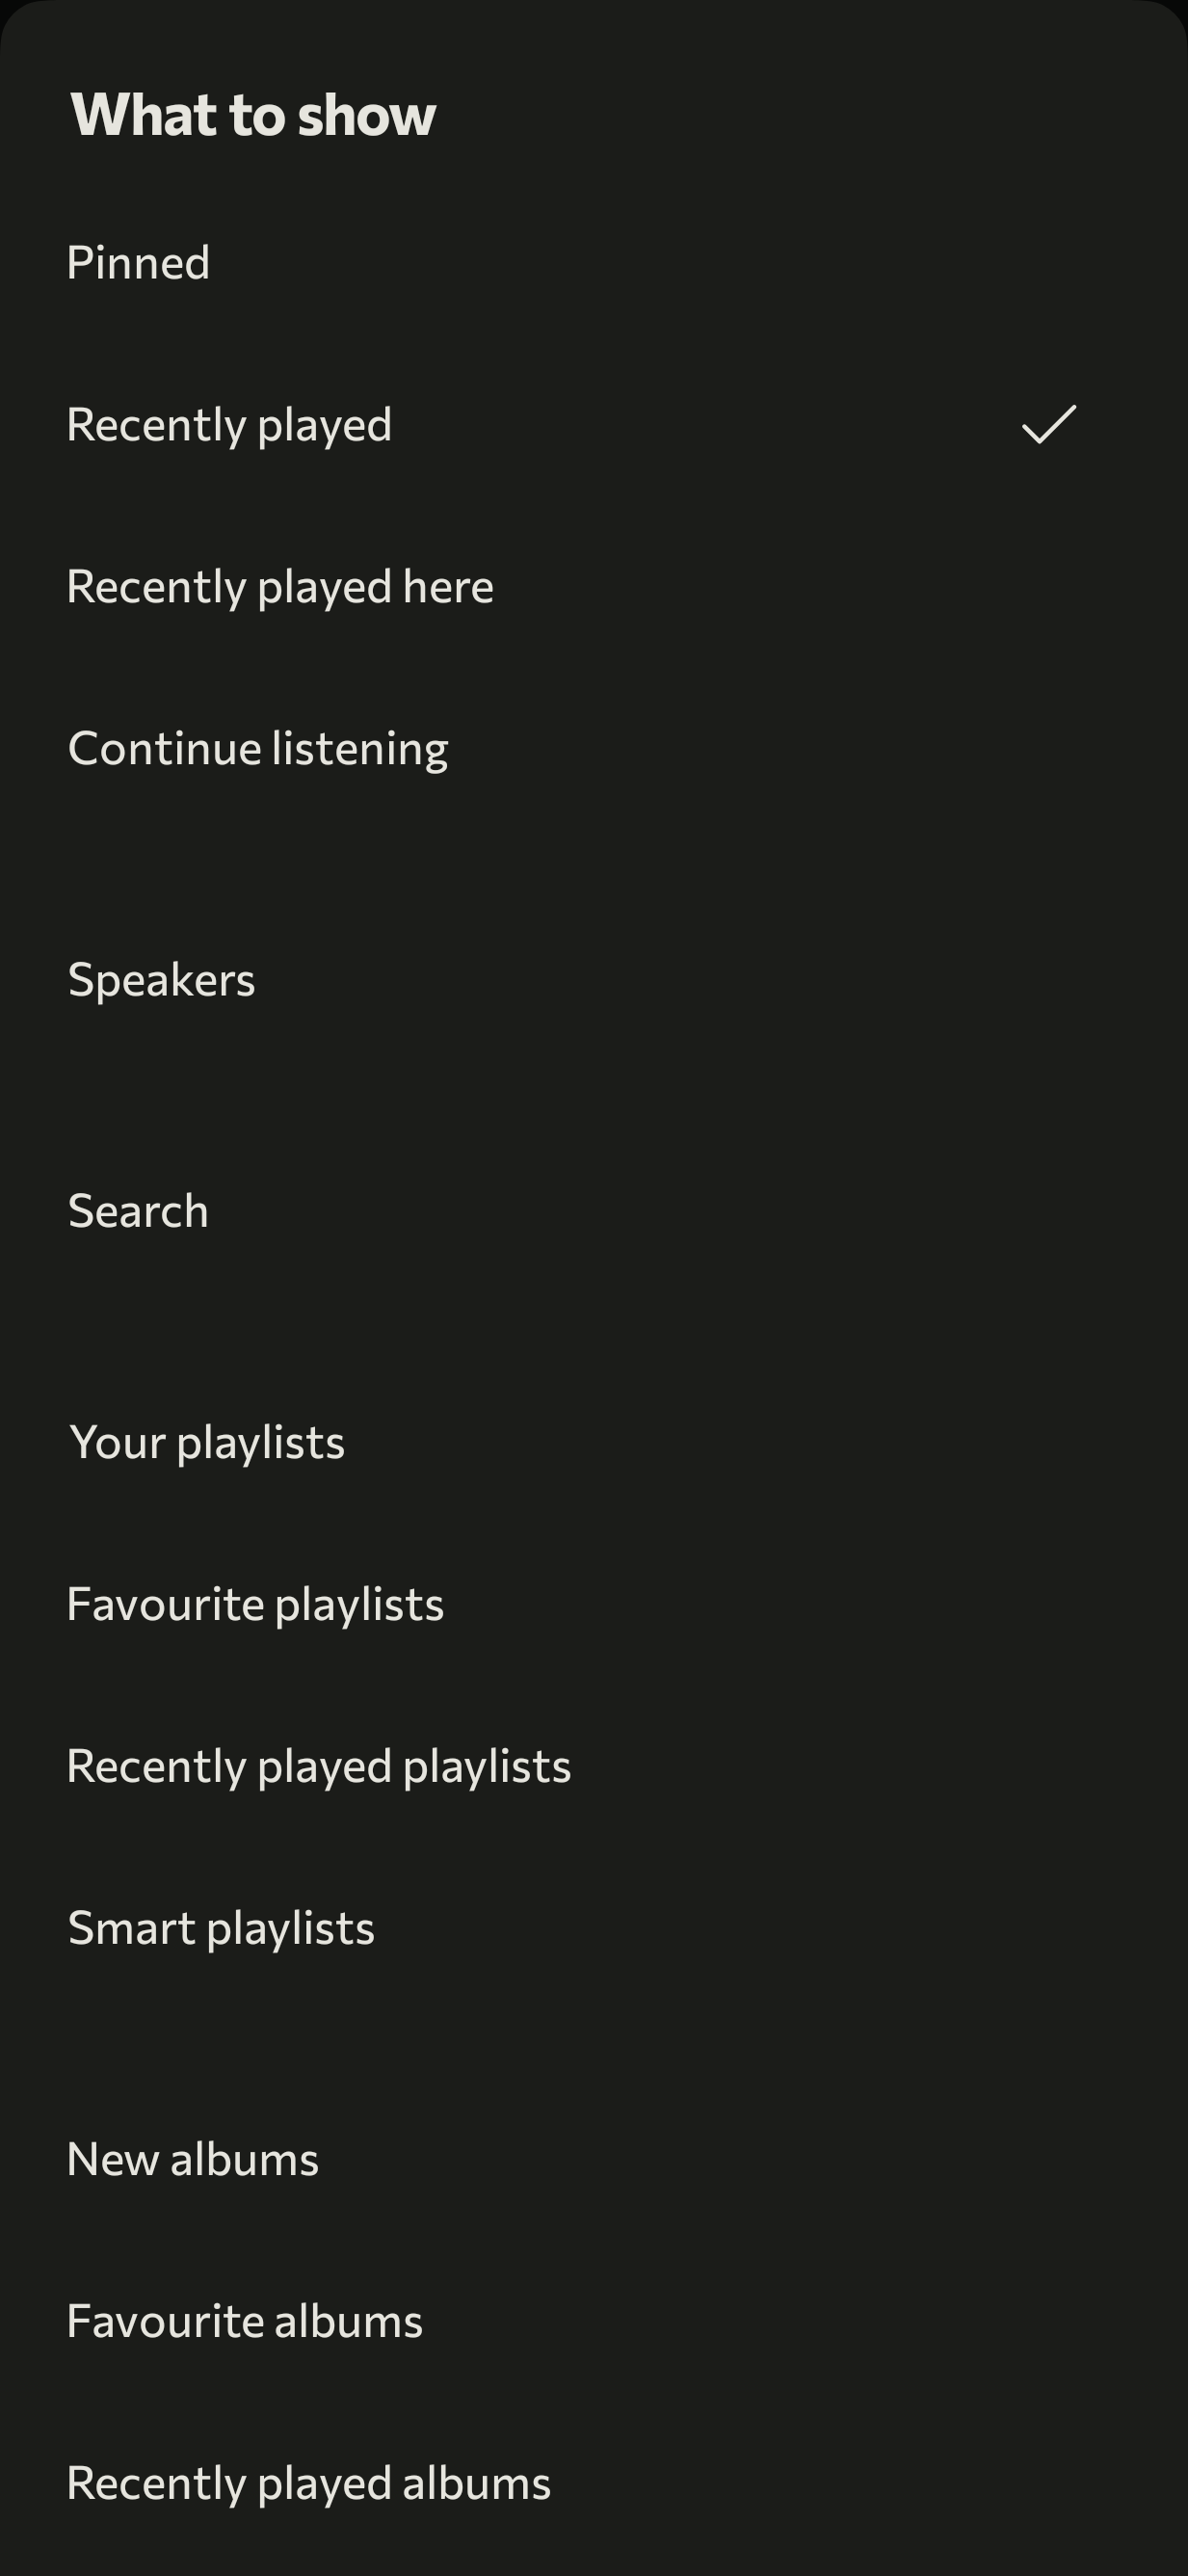 What to show
Pinned
Recently played
Recently played here
Continue listening
Speakers
Search
Your playlists
Favourite playlists
Recently played playlists
Smart playlists
New albums
Favourite albums
Recently played albums